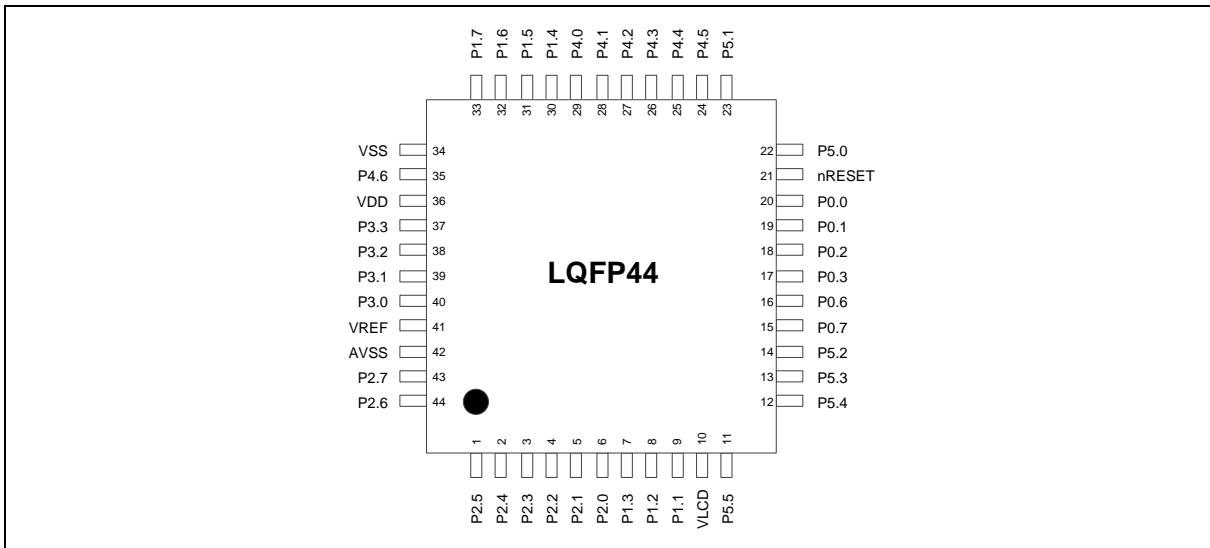 P1.7 P1.6 P1.5 P1.4 P4.0 P4.1 P4.2 P4.3 P4.4 P4.5 P5.1
33 32 31 30 29 28 27 26 25 24 23
VSS 34 22 P5.0
P4.6 35 21 nRESET
VDD 36 20 P0.0
P3.3 37 19 P0.1
P3.2 38 18 P0.2
P3.1 39 LQFP44 17 P0.3
P3.0 40 16 P0.6
VREF 41 15 P0.7
AVSS 42 14 P5.2
P2.7 43 13 P5.3
P2.6 44 12 P5.4
1 2 3 4 5 6 7 8 9 10 11
P2.5 P2.4 P2.3 P2.2 P2.1 P2.0 P1.3 P1.2 P1.1 VLCD P5.5